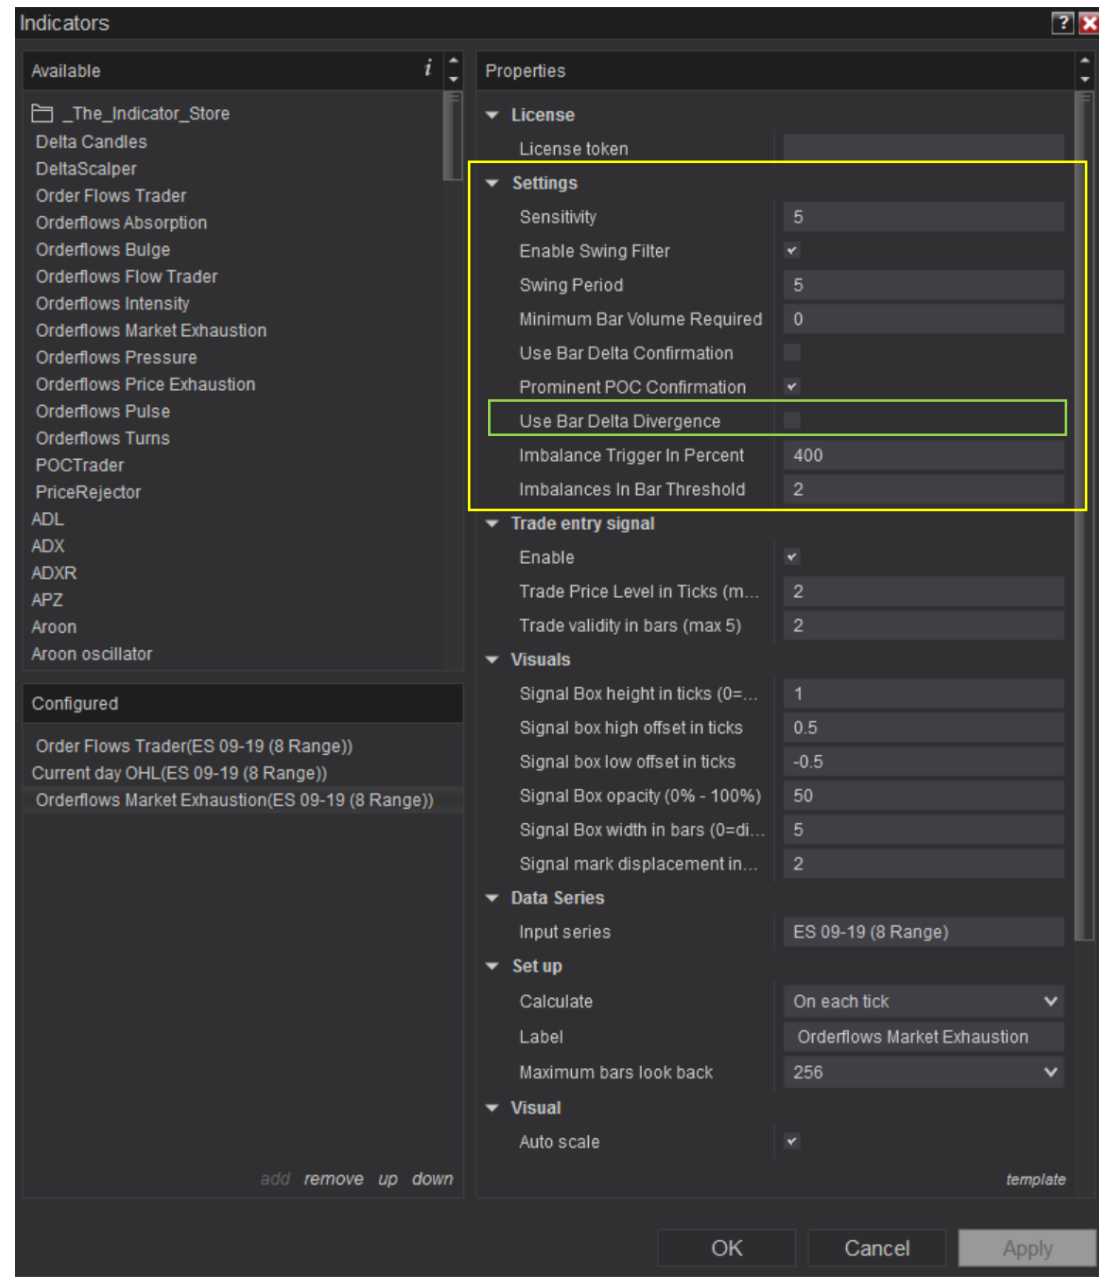 Indicators
?
Available
i
_The_Indicator_Store
Delta Candles
DeltaScalper
Order Flows Trader
Orderflows Absorption
Orderflows Bulge
Orderflows Flow Trader
Orderflows Intensity
Orderflows Market Exhaustion
Orderflows Pressure
Orderflows Price Exhaustion
Orderflows Pulse
Orderflows Turns
POCTrader
PriceRejector
ADL
ADX
ADXR
APZ
Aroon
Aroon oscillator
Configured
Order Flows Trader(ES 09-19 (8 Range))
Current day OHL(ES 09-19 (8 Range))
Orderflows Market Exhaustion(ES 09-19 (8 Range))
add remove up down
Properties
License
License token
Settings
Sensitivity 5
Enable Swing Filter
Swing Period 5
Minimum Bar Volume Required 0
Use Bar Delta Confirmation
Prominent POC Confirmation
Use Bar Delta Divergence
Imbalance Trigger In Percent 400
Imbalances In Bar Threshold 2
Trade entry signal
Enable
Trade Price Level in Ticks (m... 2
Trade validity in bars (max 5) 2
Visuals
Signal Box height in ticks (0=... 1
Signal box high offset in ticks 0.5
Signal box low offset in ticks -0.5
Signal Box opacity (0% - 100%) 50
Signal Box width in bars (0=di... 5
Signal mark displacement in... 2
Data Series
Input series ES 09-19 (8 Range)
Set up
Calculate On each tick
Label Orderflows Market Exhaustion
Maximum bars look back 256
Visual
Auto scale
template
OK Cancel Apply